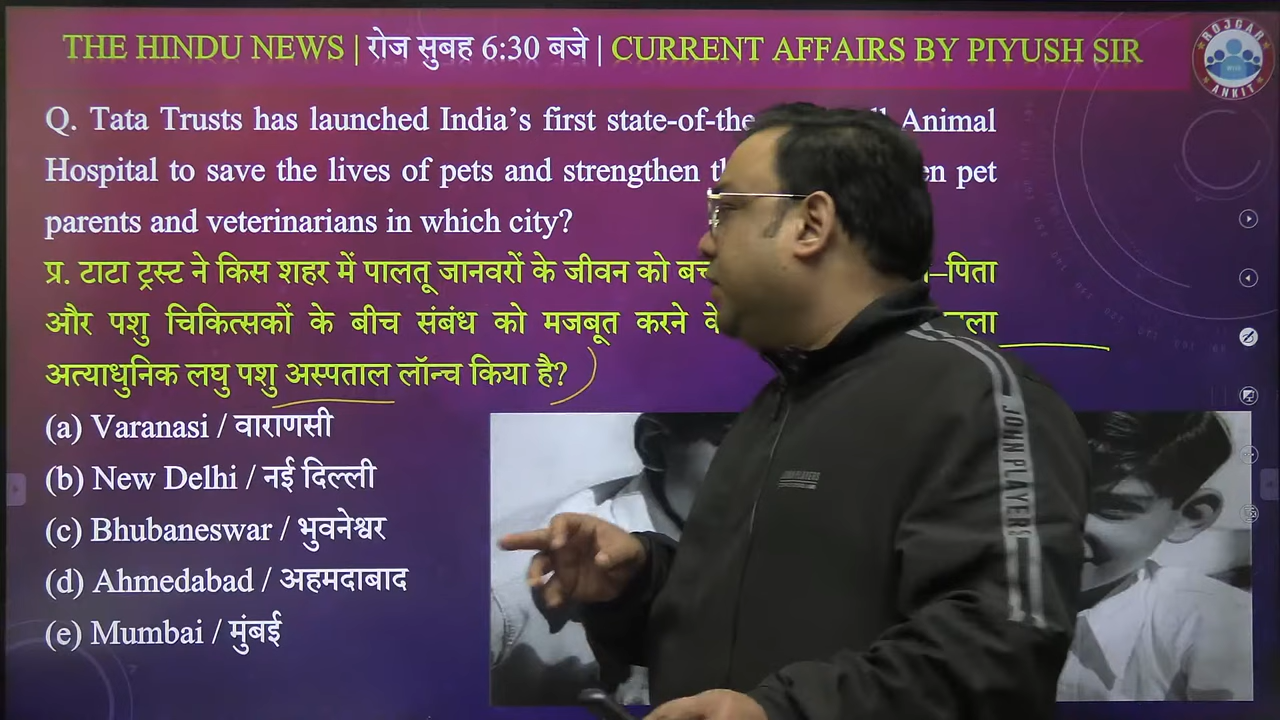 THE HINDU NEWS | रोज सुबह 6:30 बजे | CURRENT AFFAIRS BY PIYUSH SIR
ROJGAR
WITH
ANKIT
Q. Tata Trusts has launched India's first state-of-the Animal
Hospital to save the lives of pets and strengthen pet
parents and veterinarians in which city?
प्र. टाटा ट्रस्ट ने किस शहर में पालतू जानवरों के जीवन को –पिता
और पशु चिकित्सकों के बीच संबंध को मजबूत करने
अत्याधुनिक लघु पशु अस्पताल लॉन्च किया है?
(a) Varanasi / वाराणसी
(b) New Delhi / नई दिल्ली
(c) Bhubaneswar / भुवनेश्वर
(d) Ahmedabad / अहमदाबाद
(e) Mumbai / मुंबई
JOHN PLAYERS